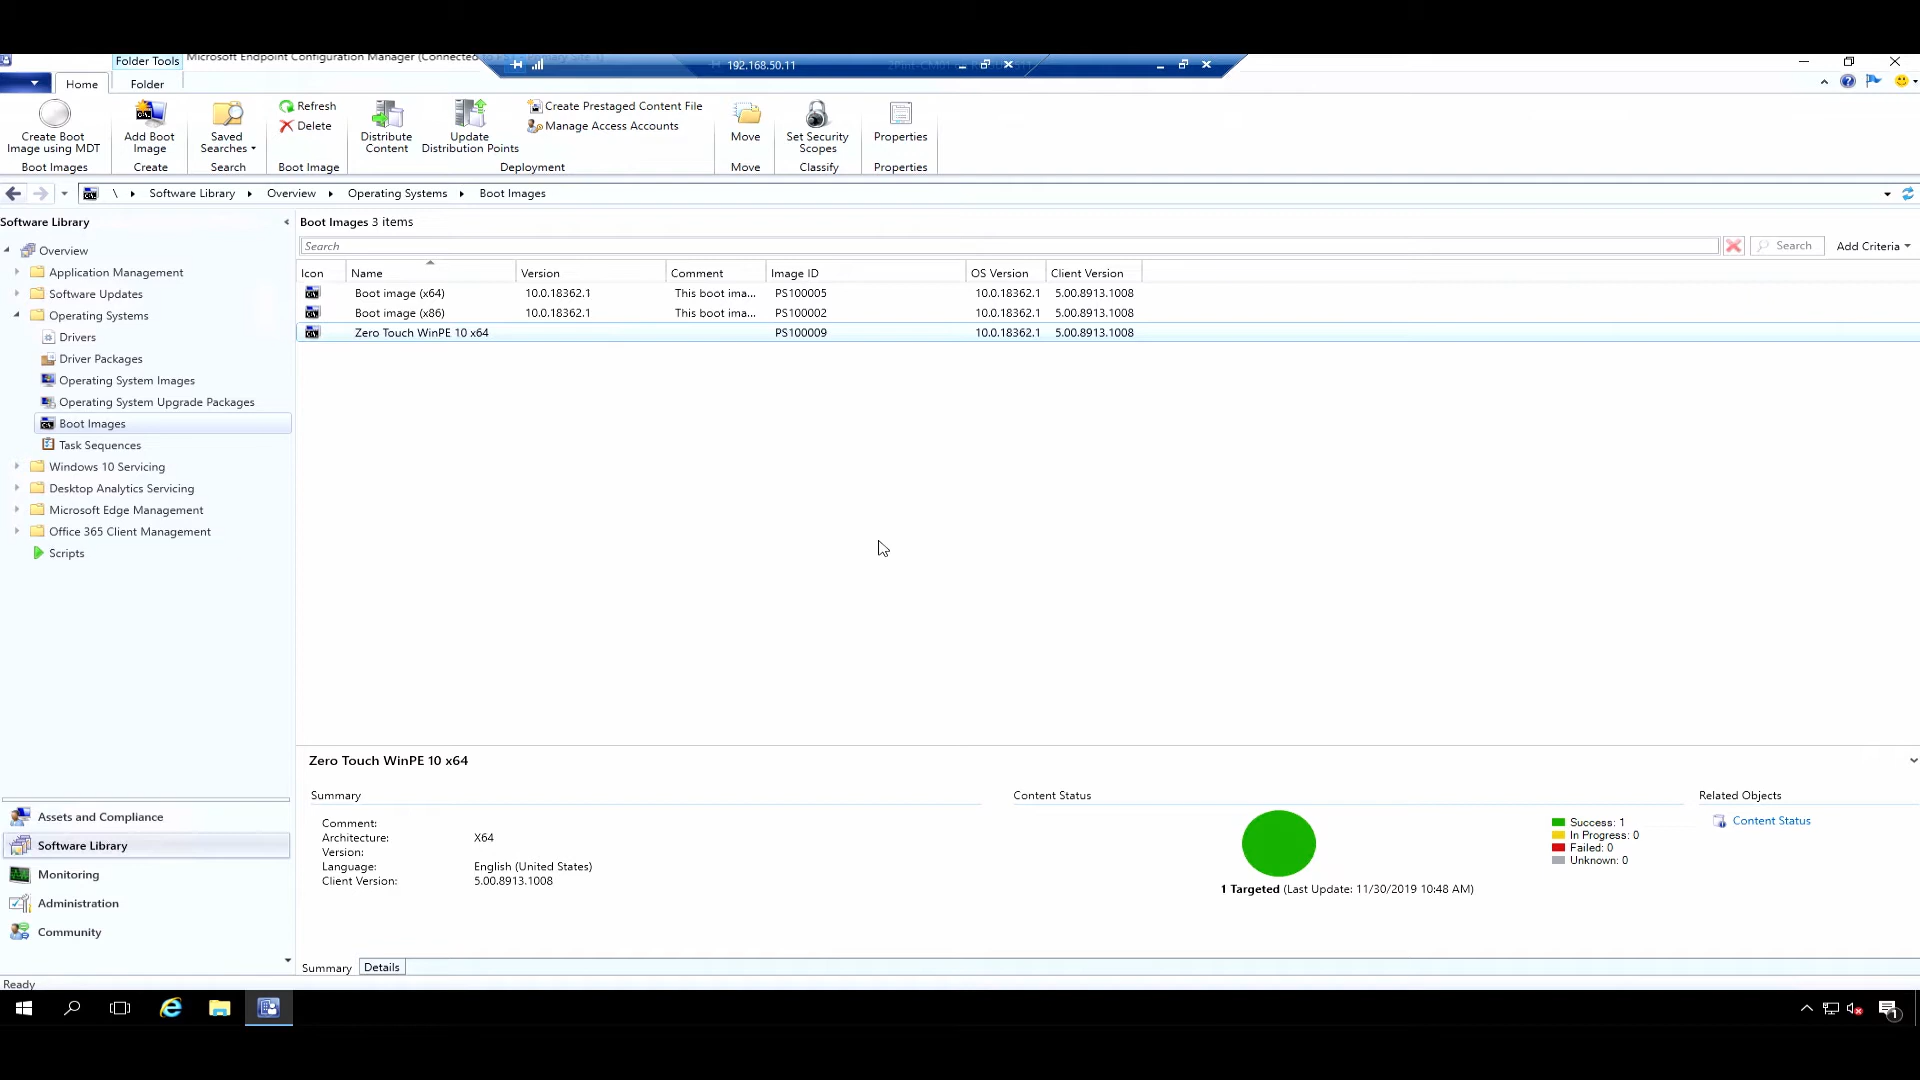 Folder Tools
Microsoft Endpoint Configuration Manager (Connected
192.168.50.11
Home
Folder
Create Boot
Image using MDT
Boot Images
Add Boot
Image
Create
Saved
Searches
Search
Refresh
Delete
Boot Image
Distribute
Content
Update
Distribution Points
Create Prestaged Content File
Manage Access Accounts
Deployment
Move
Move
Set Security
Scopes
Classify
Properties
Properties
\ Software Library Overview Operating Systems Boot Images
Software Library
Overview
Application Management
Software Updates
Operating Systems
Drivers
Driver Packages
Operating System Images
Operating System Upgrade Packages
Boot Images
Task Sequences
Windows 10 Servicing
Desktop Analytics Servicing
Microsoft Edge Management
Office 365 Client Management
Scripts
Assets and Compliance
Software Library
Monitoring
Administration
Community
Boot Images 3 items
Search
Search
Add Criteria
Icon Name Version Comment Image ID OS Version Client Version
Boot image (x64) 10.0.18362.1 This boot ima... PS100005 10.0.18362.1 5.00.8913.1008
Boot image (x86) 10.0.18362.1 This boot ima... PS100002 10.0.18362.1 5.00.8913.1008
Zero Touch WinPE 10 x64 PS100009 10.0.18362.1 5.00.8913.1008
Zero Touch WinPE 10 x64
Summary
Comment:
Architecture: X64
Version:
Language: English (United States)
Client Version: 5.00.8913.1008
Content Status
Success: 1
In Progress: 0
Failed: 0
Unknown: 0
1 Targeted (Last Update: 11/30/2019 10:48 AM)
Related Objects
Content Status
Summary
Details
Ready
1